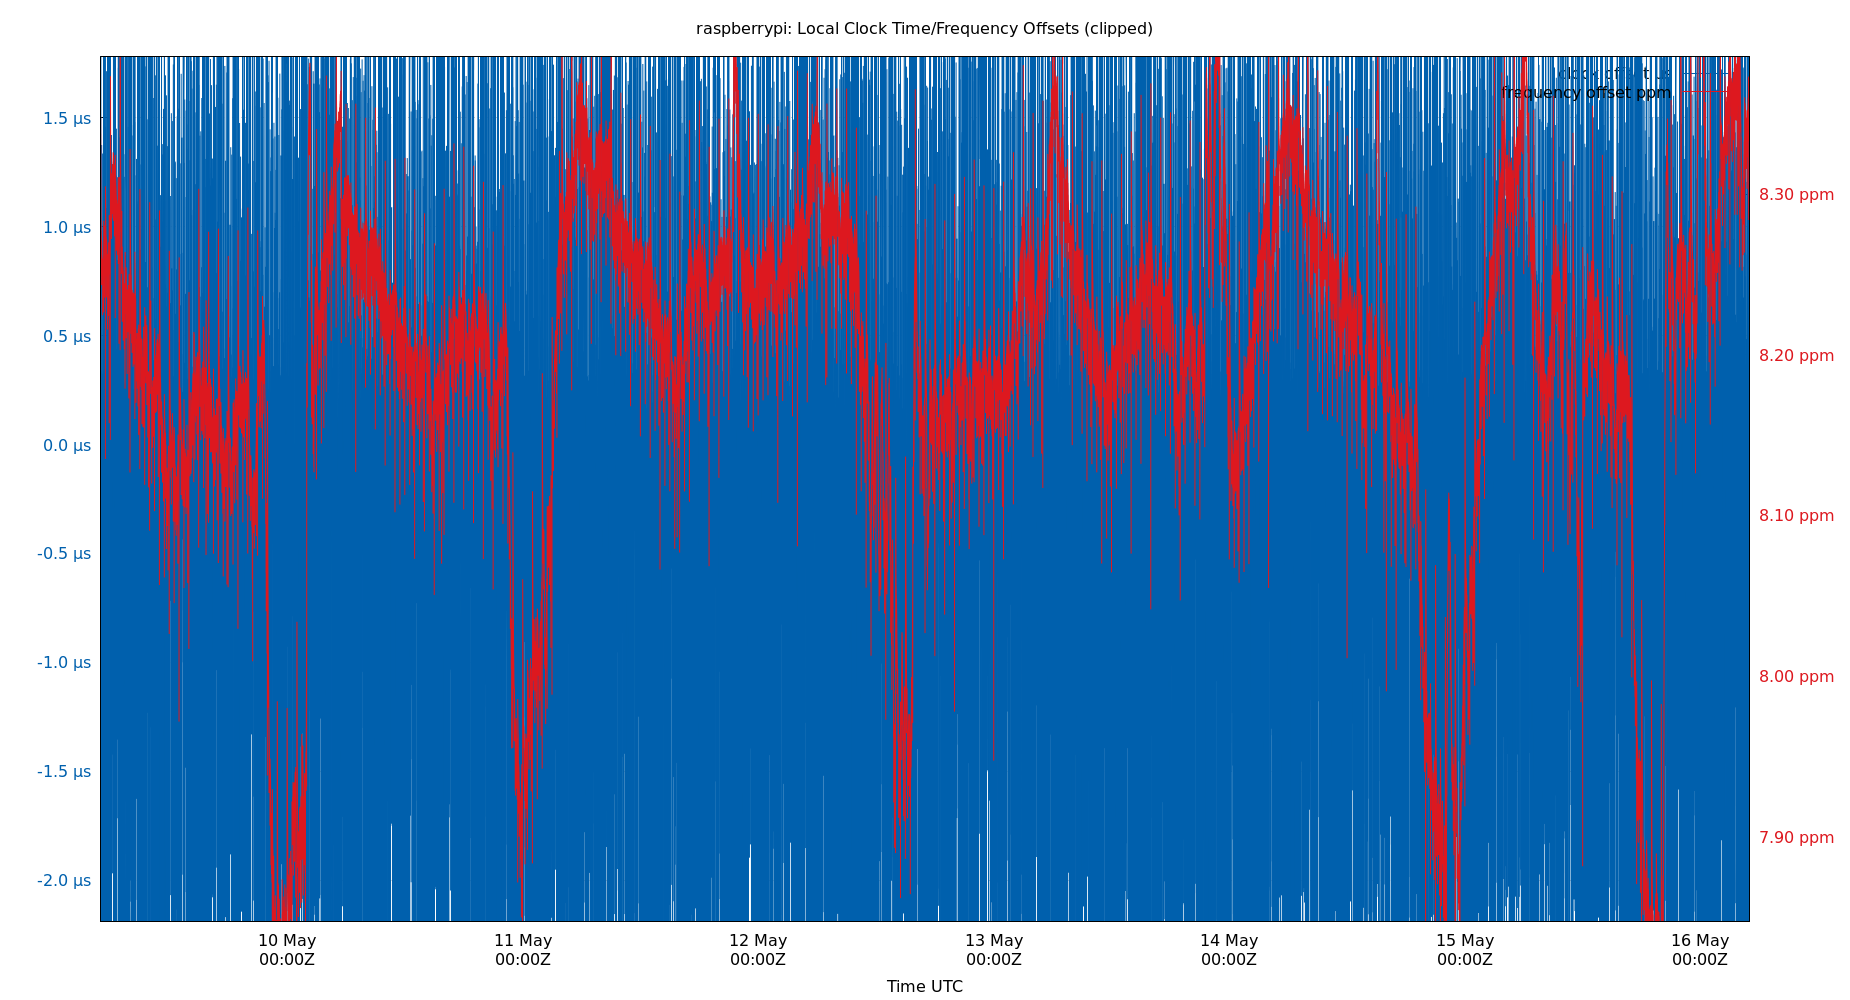 raspberrypi: Local Clock Time/Frequency Offsets (clipped)
clock offset us
frequency offset ppm
1.5 µs
1.0 µs
0.5 µs
0.0 µs
-0.5 µs
-1.0 µs
-1.5 µs
-2.0 µs
8.30 ppm
8.20 ppm
8.10 ppm
8.00 ppm
7.90 ppm
10 May 11 May 12 May 13 May 14 May 15 May 16 May
00:00Z 00:00Z 00:00Z 00:00Z 00:00Z 00:00Z 00:00Z
Time UTC